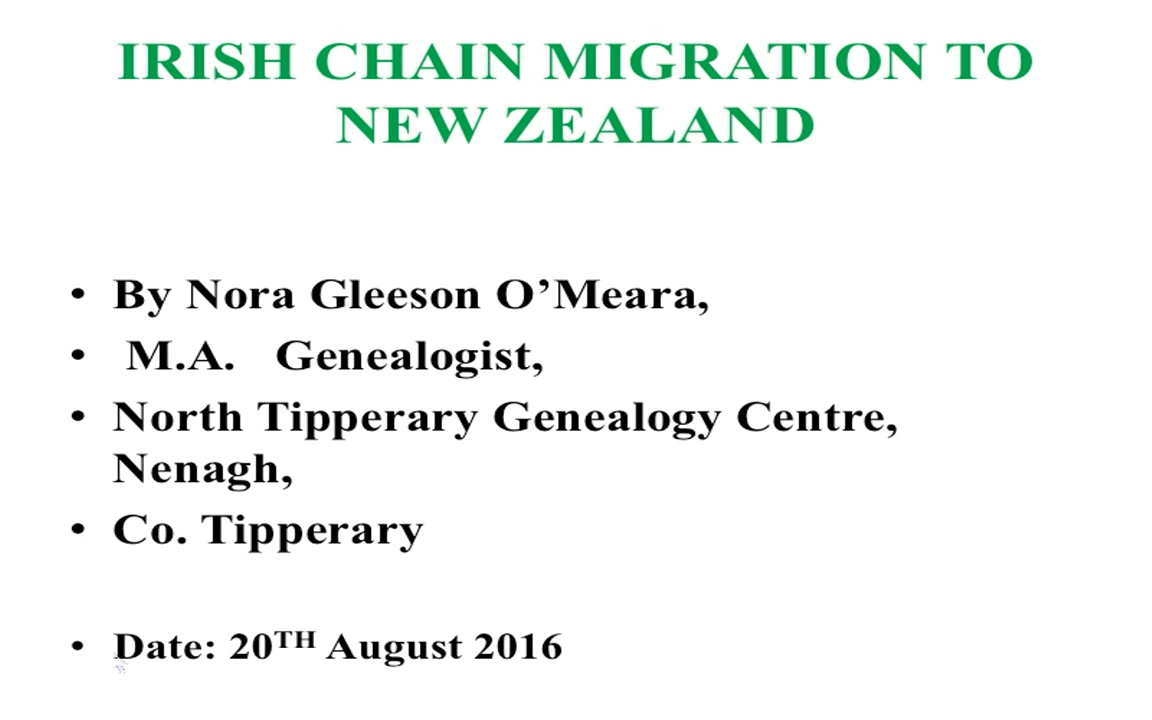 IRISH CHAIN MIGRATION TO
NEW ZEALAND
• By Nora Gleeson O’Meara,
• M.A. Genealogist,
• North Tipperary Genealogy Centre,
Nenagh,
• Co. Tipperary
• Date: 20TH August 2016